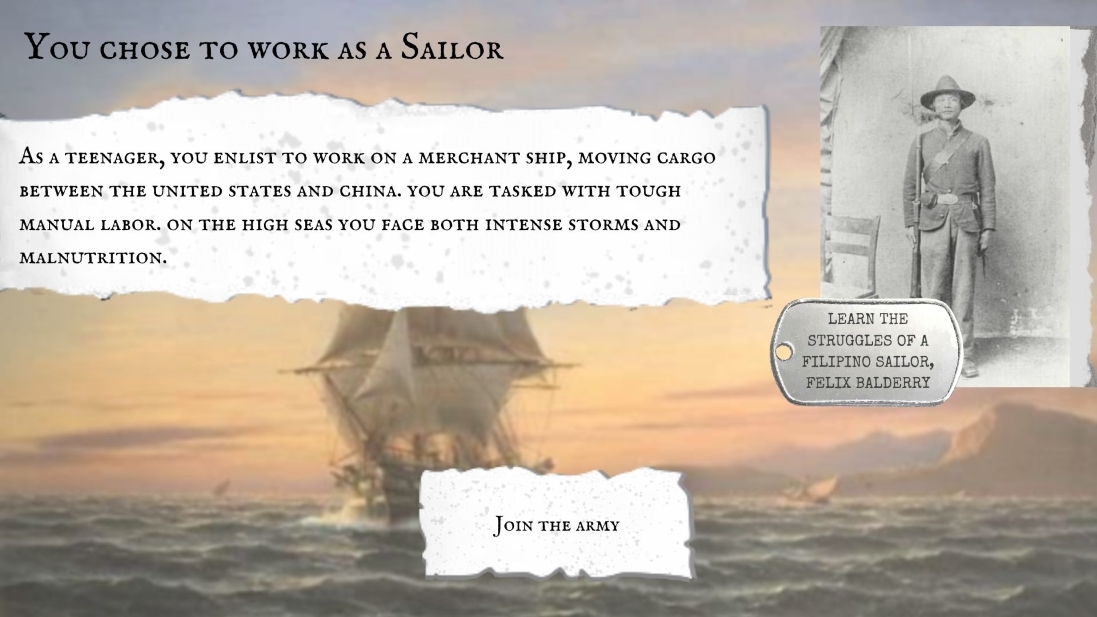 You chose to work as a Sailor
As a teenager, you enlist to work on a merchant ship, moving cargo
between the United States and China. You are tasked with tough
manual labor. On the high seas you face both intense storms and
malnutrition.
LEARN THE
STRUGGLES OF A
FILIPINO SAILOR,
FELIX BALDERRY
Join the army